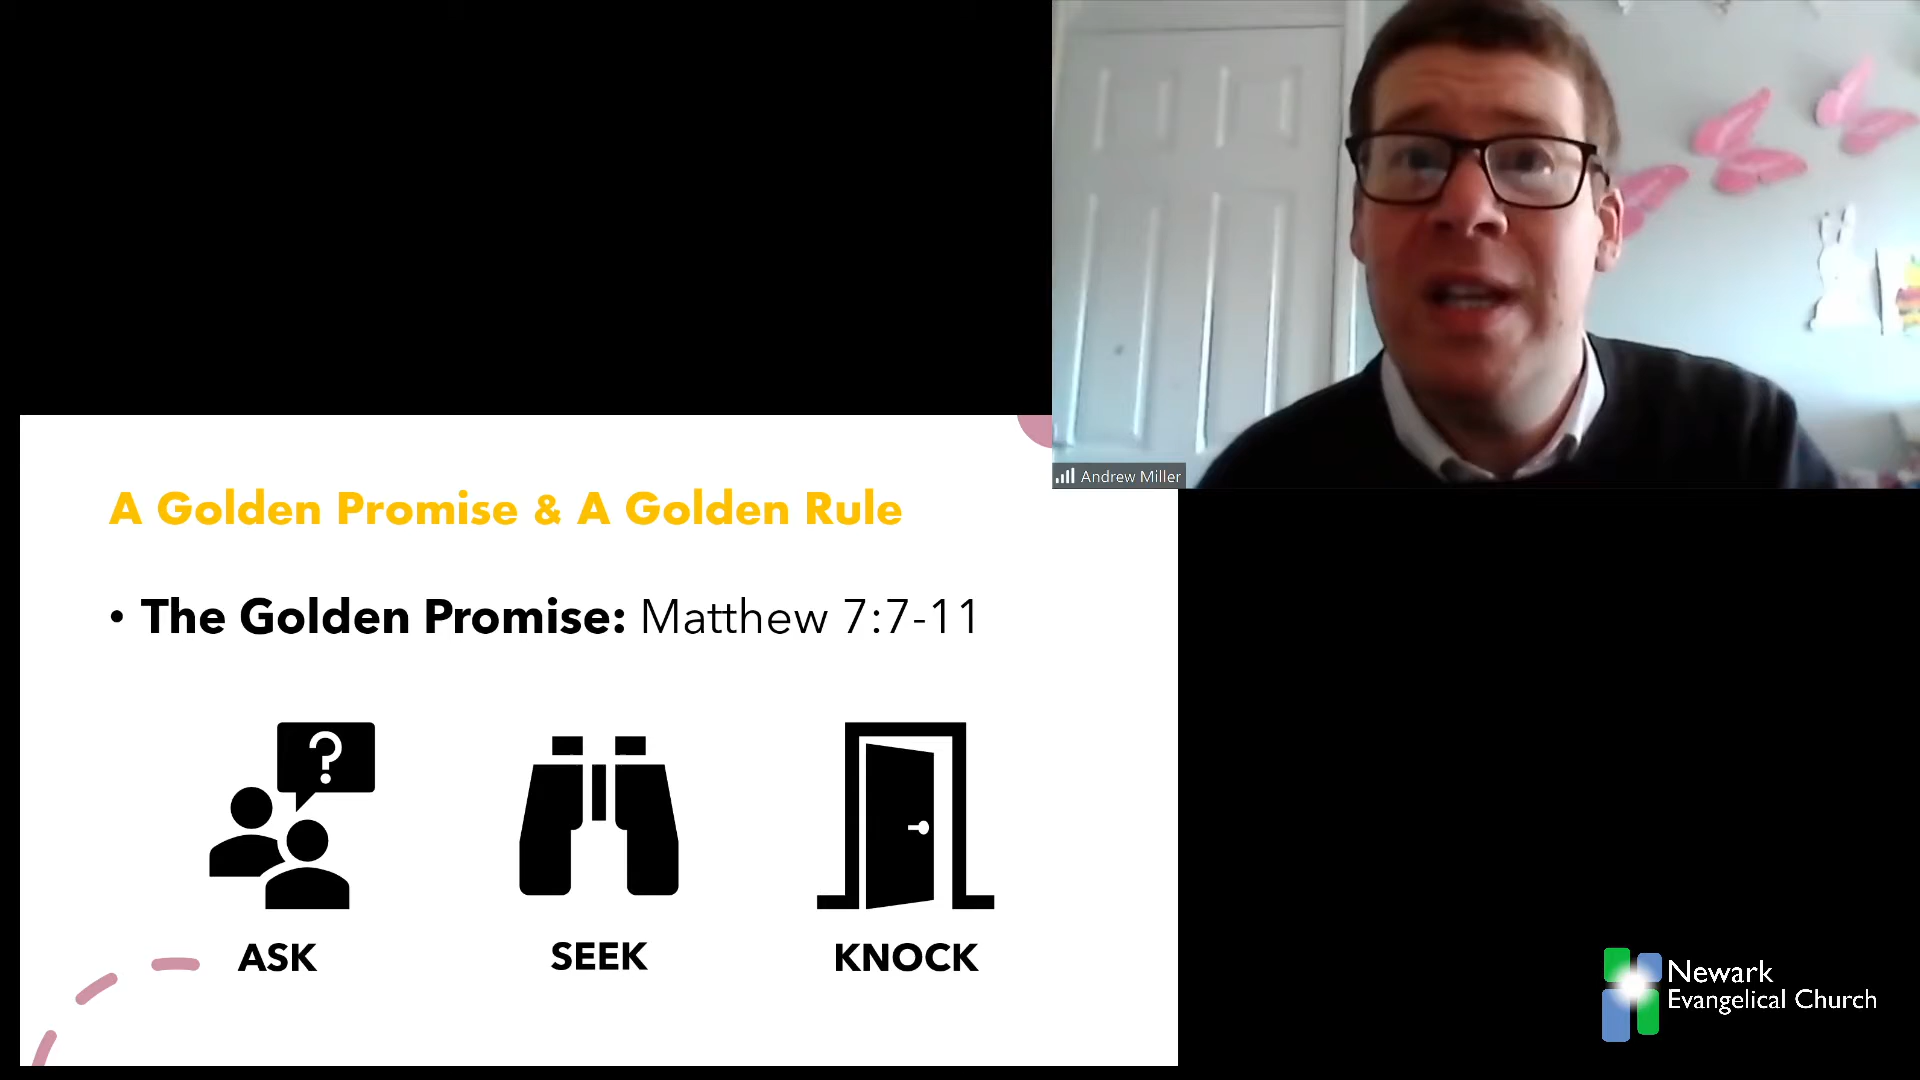 Andrew Miller
A Golden Promise & A Golden Rule
• The Golden Promise: Matthew 7:7-11
?
ASK
SEEK
KNOCK
Newark
Evangelical Church